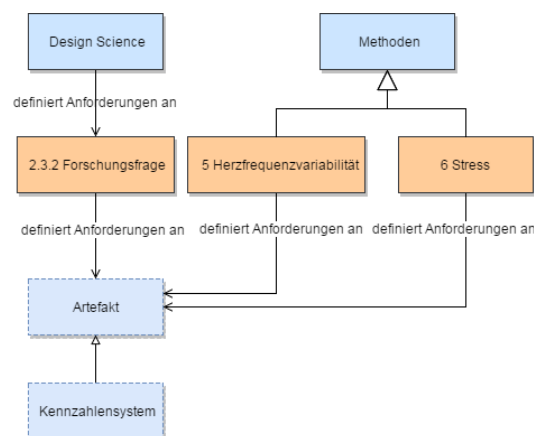 Design Science
Methoden
definiert Anforderungen an
2.3.2 Forschungsfrage
5 Herzfrequenzvariabilität
6 Stress
definiert Anforderungen an
definiert Anforderungen an
definiert Anforderungen an
Artefakt
Kennzahlensystem